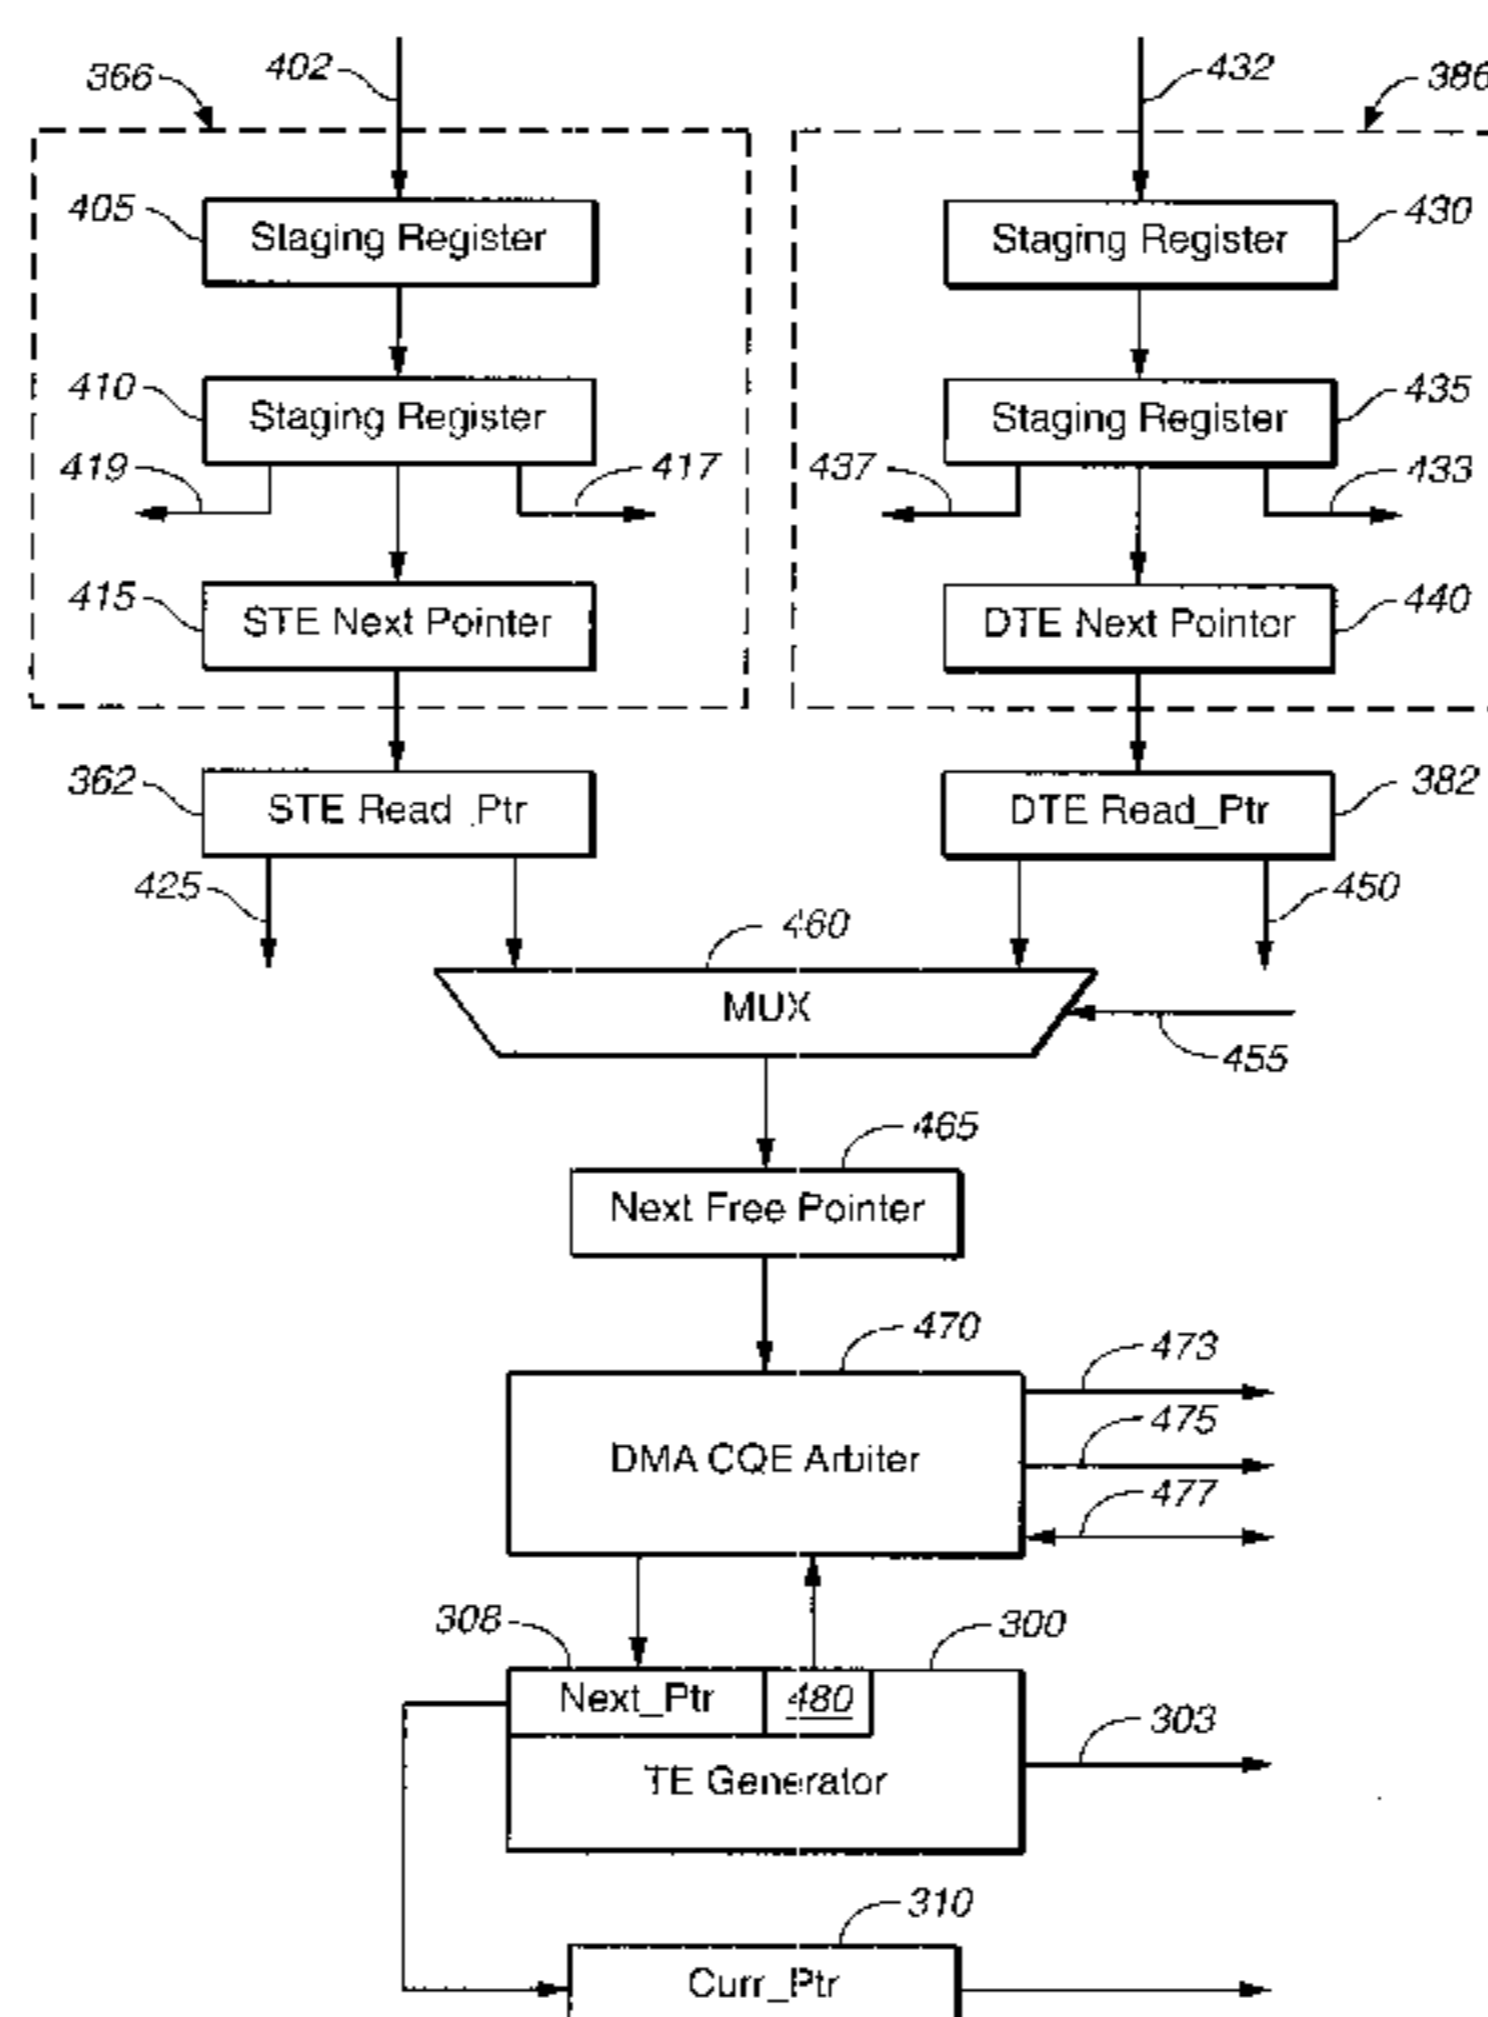 366
402
432
386
405
Staging Register
Staging Register
430
410
Staging Register
Staging Register
435
419
417
437
433
415
STE Next Pointer
DTE Next Pointer
440
362
STE Read_Ptr
DTE Read_Ptr
382
425
450
460
MUX
455
465
Next Free Pointer
470
473
DMA CQE Arbiter
475
477
308
300
Next_Ptr
480
303
TE Generator
310
Curr_Ptr